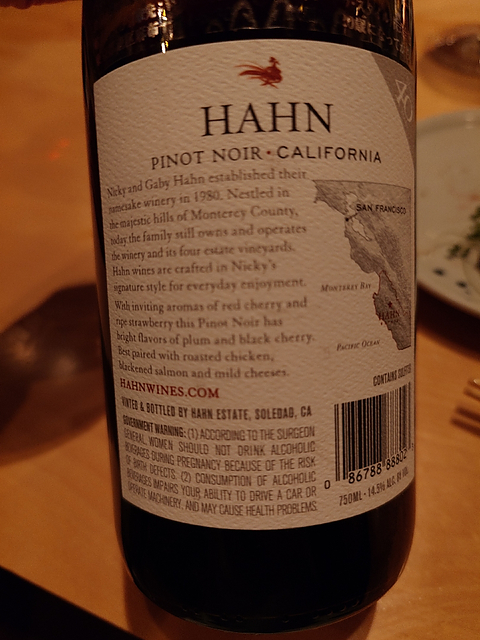 40
HAHN
PINOT NOIR • CALIFORNIA
Nicky and Gaby Hahn established their
namesake winery in 1980. Nestled in
the majestic hills of Monterey County,
today the family still owns and operates
the winery and its four estate vineyards.
Hahn wines are crafted in Nicky's
signature style for everyday enjoyment.
With inviting aromas of red cherry and
ripe strawberry this Pinot Noir has
bright flavors of plum and black cherry.
Best paired with roasted chicken,
blackened salmon and mild cheeses.
HAHNWINES.COM
SAN FRANCISCO
MONTEREY BAY
HAHN
PACIFIC OCEAN
CONTAINS SULFITES
VINTED & BOTTLED BY HAHN ESTATE, SOLEDAD, CA
GOVERNMENT WARNING: (1) ACCORDING TO THE SURGEON
GENERAL, WOMEN SHOULD NOT DRINK ALCOHOLIC
BEVERAGES DURING PREGNANCY BECAUSE OF THE RISK
OF BIRTH DEFECTS. (2) CONSUMPTION OF ALCOHOLIC
BEVERAGES IMPAIRS YOUR ABILITY TO DRIVE A CAR OR
OPERATE MACHINERY, AND MAY CAUSE HEALTH PROBLEMS.
0 86788 88802
750ML • 14.5% ALC. BY VOL.